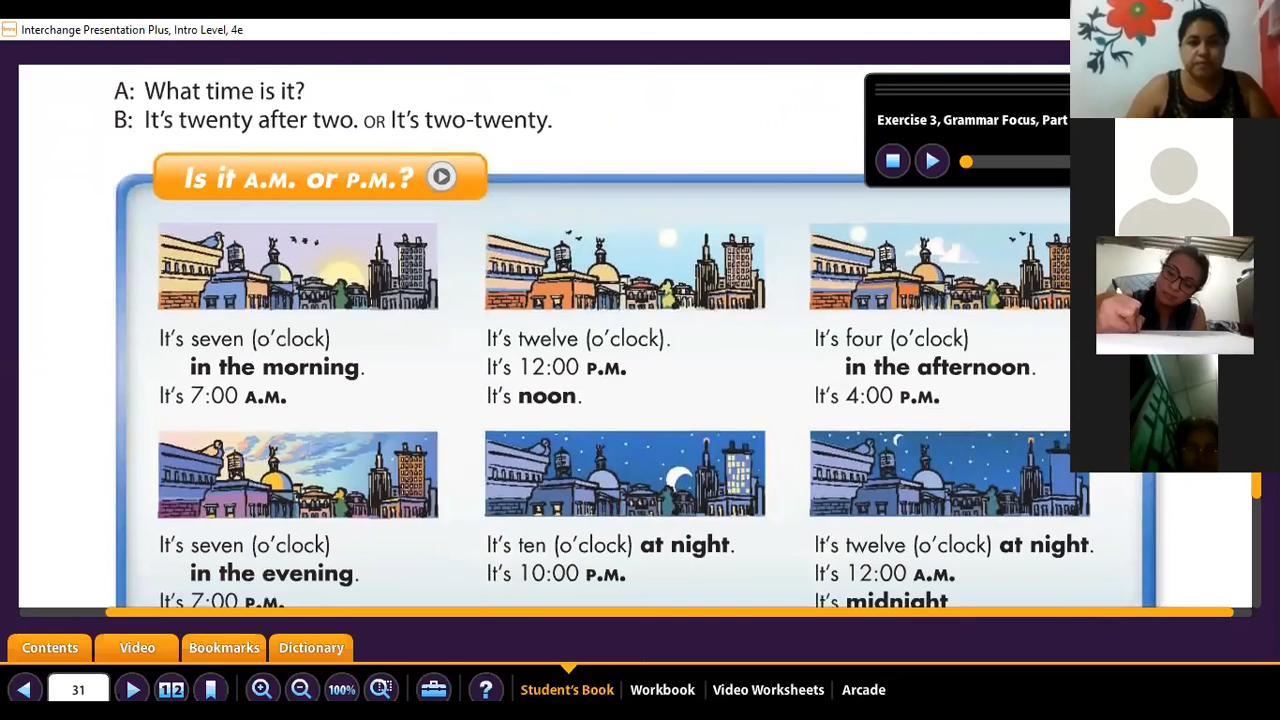 Interchange Presentation Plus, Intro Level, 4e
A: What time is it?
B: It's twenty after two. OR It's two-twenty.
Exercise 3, Grammar Focus, Part
Is it A.M. or P.M.?
It's seven (o'clock)
in the morning.
It's 7:00 A.M.
It's twelve (o'clock).
It's 12:00 P.M.
It's noon.
It's four (o'clock)
in the afternoon.
It's 4:00 P.M.
It's seven (o'clock)
in the evening.
It's 7:00 P.M.
It's ten (o'clock) at night.
It's 10:00 P.M.
It's twelve (o'clock) at night.
It's 12:00 A.M.
It's midnight
Contents
Video
Bookmarks
Dictionary
31
12
100%
?
Student's Book
Workbook
Video Worksheets
Arcade